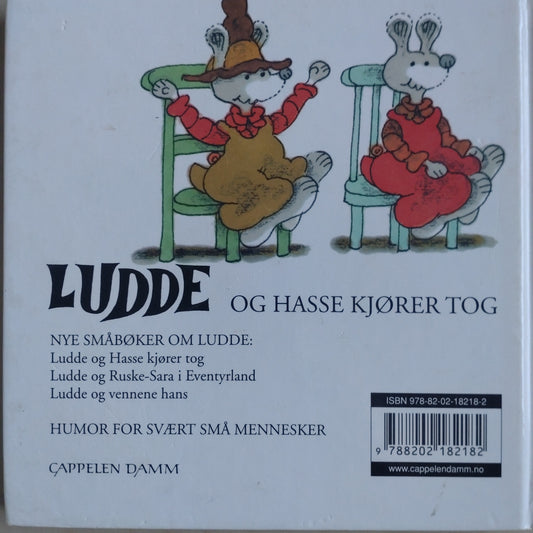 LUDDE OG HASSE KJØRER TOG
NYE SMÅBØKER OM LUDDE:
Ludde og Hasse kjører tog
Ludde og Ruske-Sara i Eventyrland
Ludde og vennene hans
HUMOR FOR SVÆRT SMÅ MENNESKER
CAPPELEN DAMM
ISBN 978-82-02-18218-2
9 788202 182182
www.cappelendamm.no